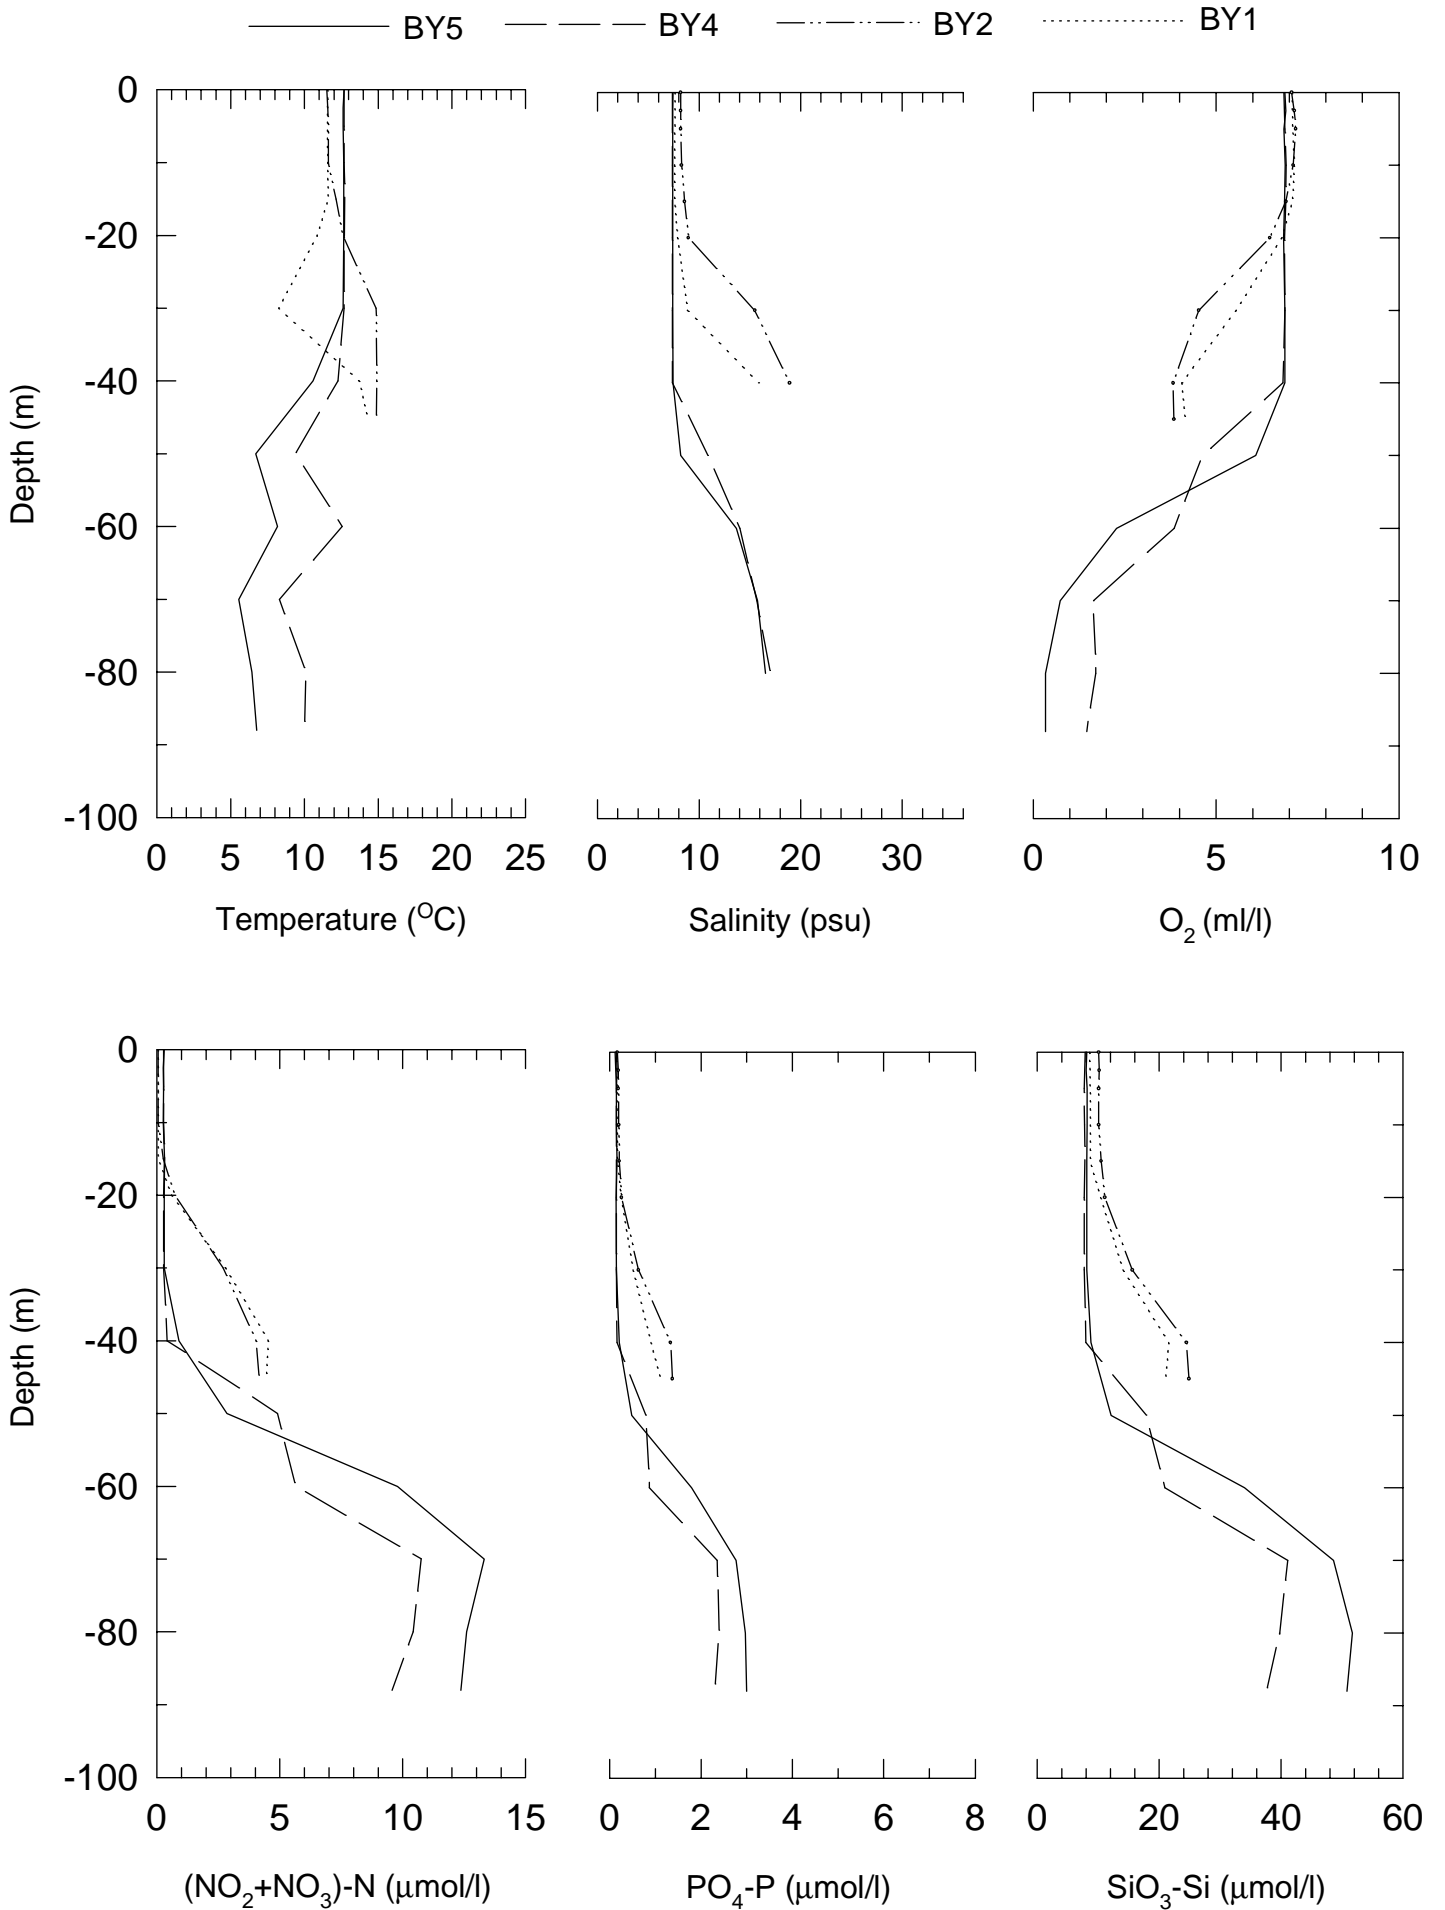 BY5 BY4 BY2 BY1
0
-20
-40
-60
-80
-100
Depth (m)
0 5 10 15 20 25
Temperature (OC)
0 10 20 30
Salinity (psu)
0 5 10
O2 (ml/l)
0
-20
-40
-60
-80
-100
Depth (m)
0 5 10 15
(NO2+NO3)-N (μmol/l)
0 2 4 6 8
PO4-P (μmol/l)
0 20 40 60
SiO3-Si (μmol/l)